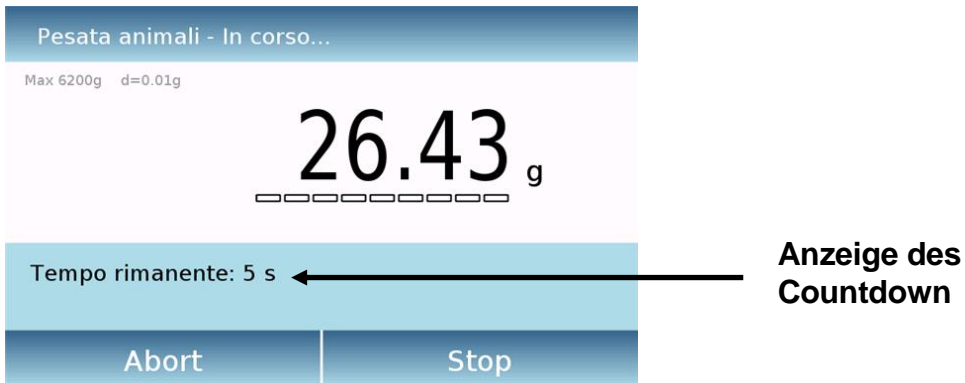 Pesata animali - In corso...
Max 6200g d=0.01g
26.43 g
Tempo rimanente: 5 s
Anzeige des
Countdown
Abort Stop